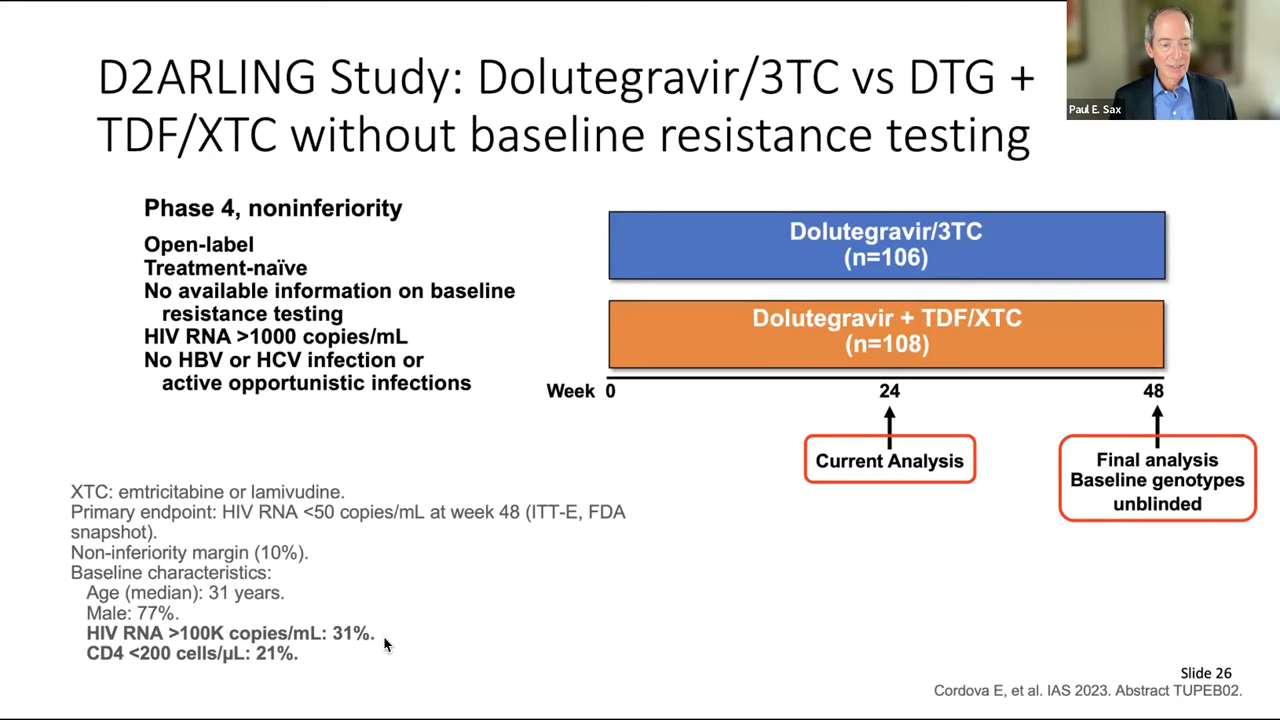 D2ARLING Study: Dolutegravir/3TC vs DTG +
TDF/XTC without baseline resistance testing
Paul E. Sax
Phase 4, noninferiority
Open-label
Treatment-naïve
No available information on baseline
resistance testing
HIV RNA >1000 copies/mL
No HBV or HCV infection or
active opportunistic infections
Dolutegravir/3TC
(n=106)
Dolutegravir + TDF/XTC
(n=108)
Week 0 24 48
Current Analysis
Final analysis
Baseline genotypes
unblinded
XTC: emtricitabine or lamivudine.
Primary endpoint: HIV RNA <50 copies/mL at week 48 (ITT-E, FDA
snapshot).
Non-inferiority margin (10%).
Baseline characteristics:
Age (median): 31 years.
Male: 77%.
HIV RNA >100K copies/mL: 31%.
CD4 <200 cells/µL: 21%.
Slide 26
Cordova E, et al. IAS 2023. Abstract TUPEB02.